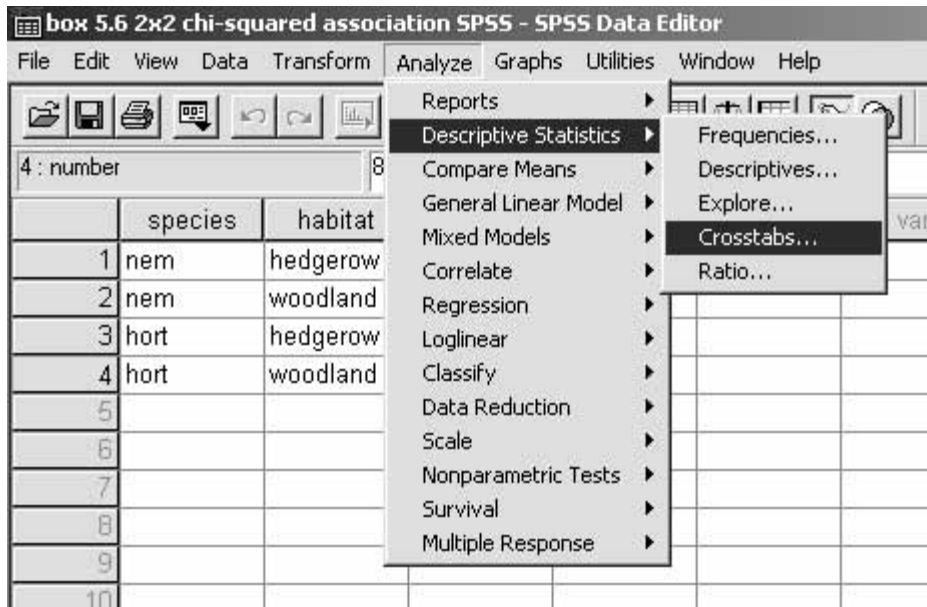 box 5.6 2x2 chi-squared association SPSS - SPSS Data Editor
File Edit View Data Transform Analyze Graphs Utilities Window Help
4 : number 8
species habitat
1 nem hedgerow
2 nem woodland
3 hort hedgerow
4 hort woodland
5
6
7
8
9
10
Reports
Descriptive Statistics
Compare Means
General Linear Model
Mixed Models
Correlate
Regression
Loglinear
Classify
Data Reduction
Scale
Nonparametric Tests
Survival
Multiple Response
Frequencies...
Descriptives...
Explore...
Crosstabs...
Ratio...